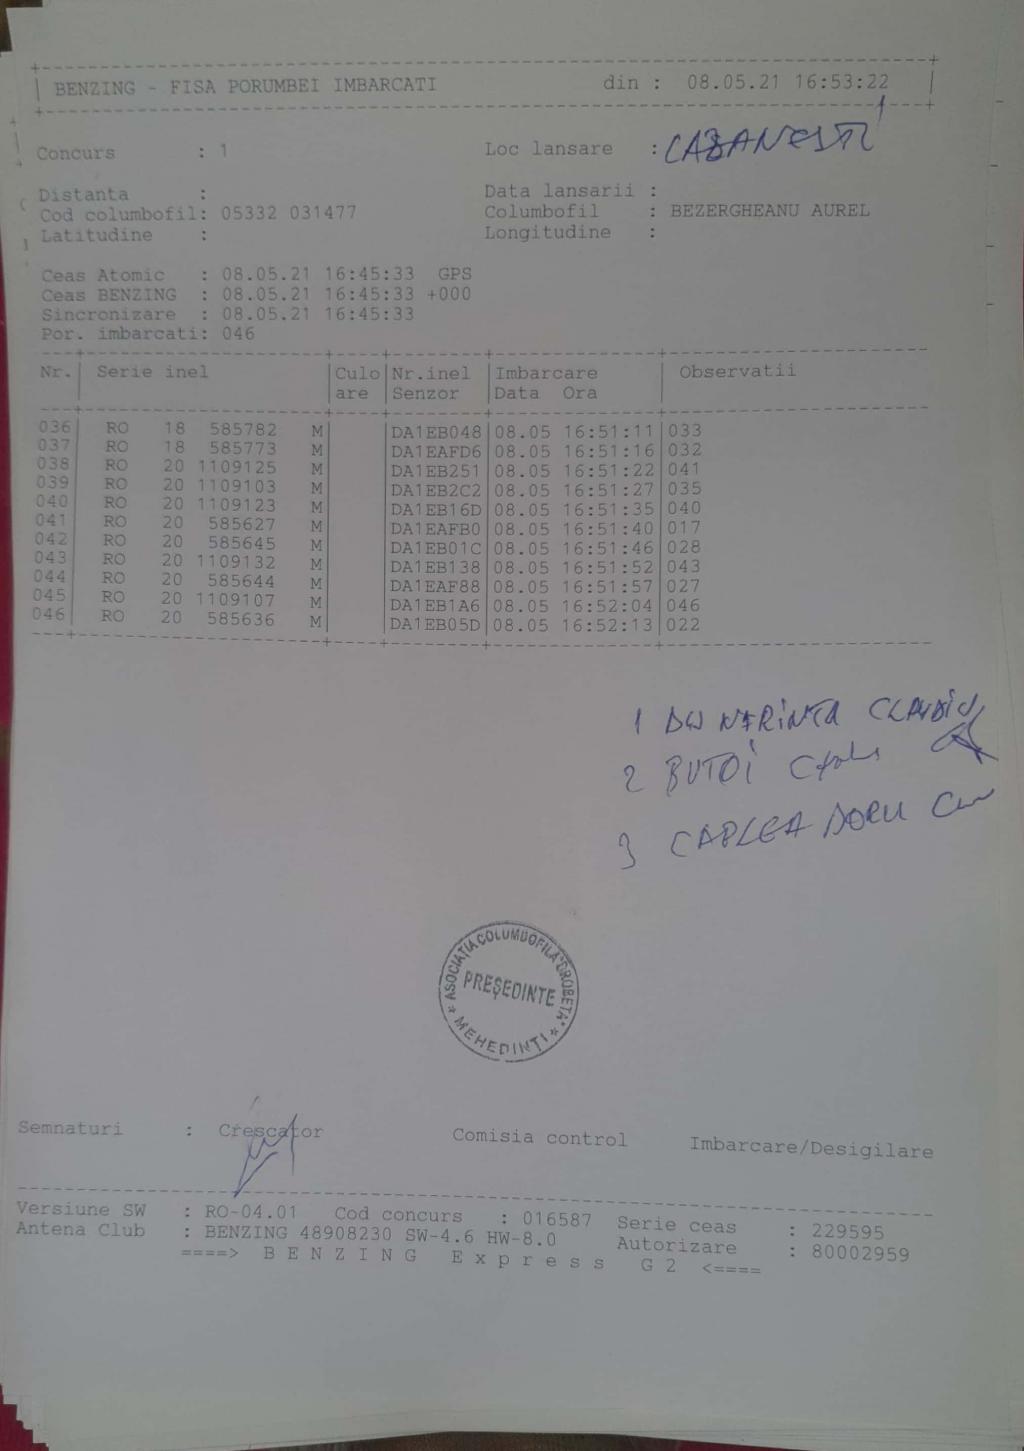 BENZING - FISA PORUMBEI IMBARCATI din : 08.05.21 16:53:22
Concurs : 1 Loc lansare : CAZANESTI
Distanta : Data lansarii :
Cod columbofil: 05332 031477 Columbofil : BEZERGHEANU AUREL
Latitudine : Longitudine :
Ceas Atomic : 08.05.21 16:45:33 GPS
Ceas BENZING : 08.05.21 16:45:33 +000
Sincronizare : 08.05.21 16:45:33
Por. imbarcati: 046
Nr. Serie inel Culo Nr.inel Imbarcare Observatii
are Senzor Data Ora
036 RO 18 585782 M DA1EB048 08.05 16:51:11 033
037 RO 18 585773 M DA1EAFD6 08.05 16:51:16 032
038 RO 20 1109125 M DA1EB251 08.05 16:51:22 041
039 RO 20 1109103 M DA1EB2C2 08.05 16:51:27 035
040 RO 20 1109123 M DA1EB16D 08.05 16:51:35 040
041 RO 20 585627 M DA1EAFB0 08.05 16:51:40 017
042 RO 20 585645 M DA1EB01C 08.05 16:51:46 028
043 RO 20 1109132 M DA1EB138 08.05 16:51:52 043
044 RO 20 585644 M DA1EAF88 08.05 16:51:57 027
045 RO 20 1109107 M DA1EB1A6 08.05 16:52:04 046
046 RO 20 585636 M DA1EB05D 08.05 16:52:13 022
1 CLAUDIU
2 BUTOI
3 CAPLEA DORU
ASOCIAȚIA COLUMBOFILĂ "DROBETA"
PREȘEDINTE
* MEHEDINȚI *
Semnaturi : Crescator Comisia control Imbarcare/Desigilare
Versiune SW : RO-04.01 Cod concurs : 016587 Serie ceas : 229595
Antena Club : BENZING 48908230 SW-4.6 HW-8.0 Autorizare : 80002959
====> B E N Z I N G E x p r e s s G 2 <====